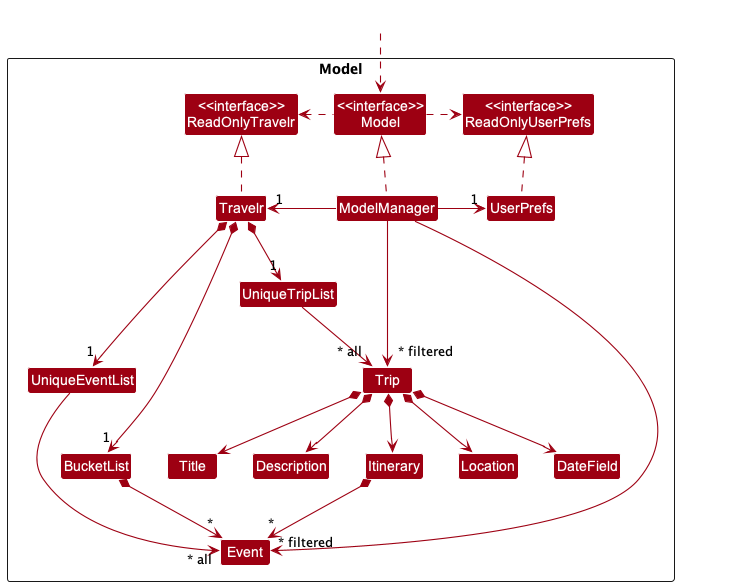 Model
<<interface>>
ReadOnlyTravelr
<<interface>>
Model
<<interface>>
ReadOnlyUserPrefs
Travelr
1
ModelManager
1
UserPrefs
1
UniqueTripList
1
* all
* filtered
UniqueEventList
Trip
1
BucketList
Title
Description
Itinerary
Location
DateField
*
*
* filtered
Event
* all